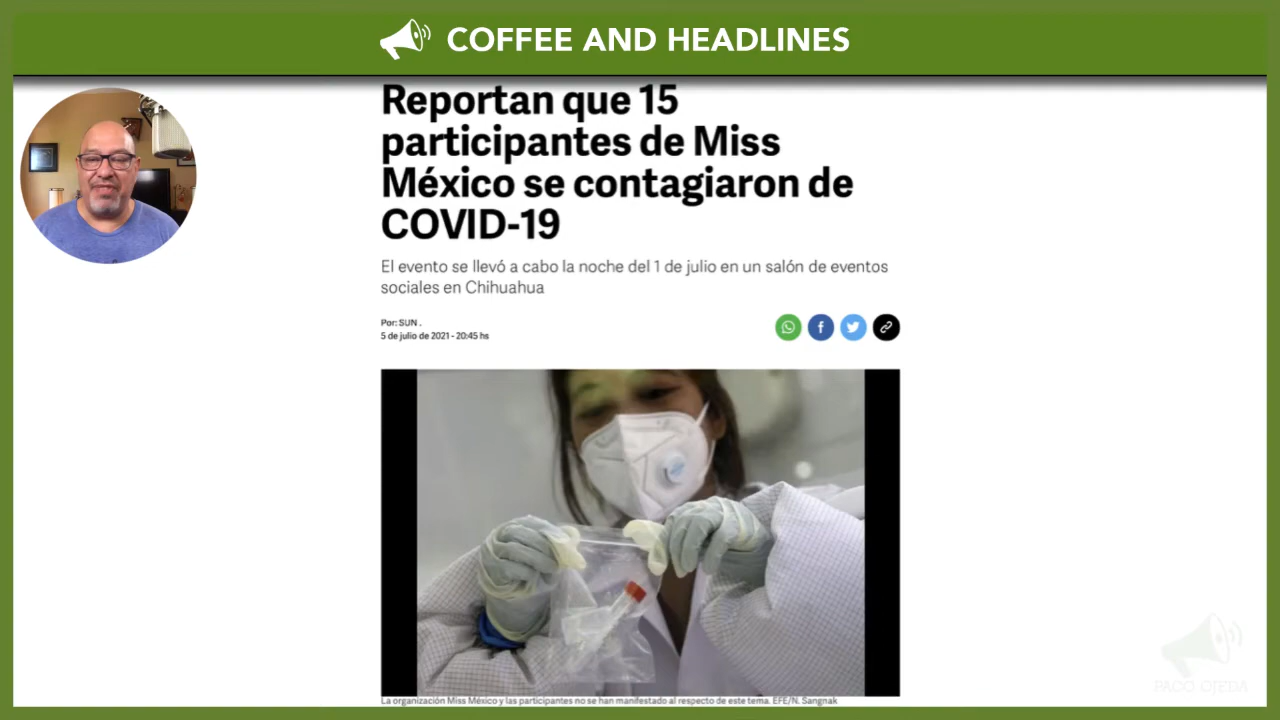 COFFEE AND HEADLINES
Reportan que 15
participantes de Miss
México se contagiaron de
COVID-19
El evento se llevó a cabo la noche del 1 de julio en un salón de eventos
sociales en Chihuahua
Por: SUN .
5 de julio de 2021 - 20:45 hs
La organización Miss México y las participantes no se han manifestado al respecto de este tema. EFE/N. Sangnak
PACO OJEDA